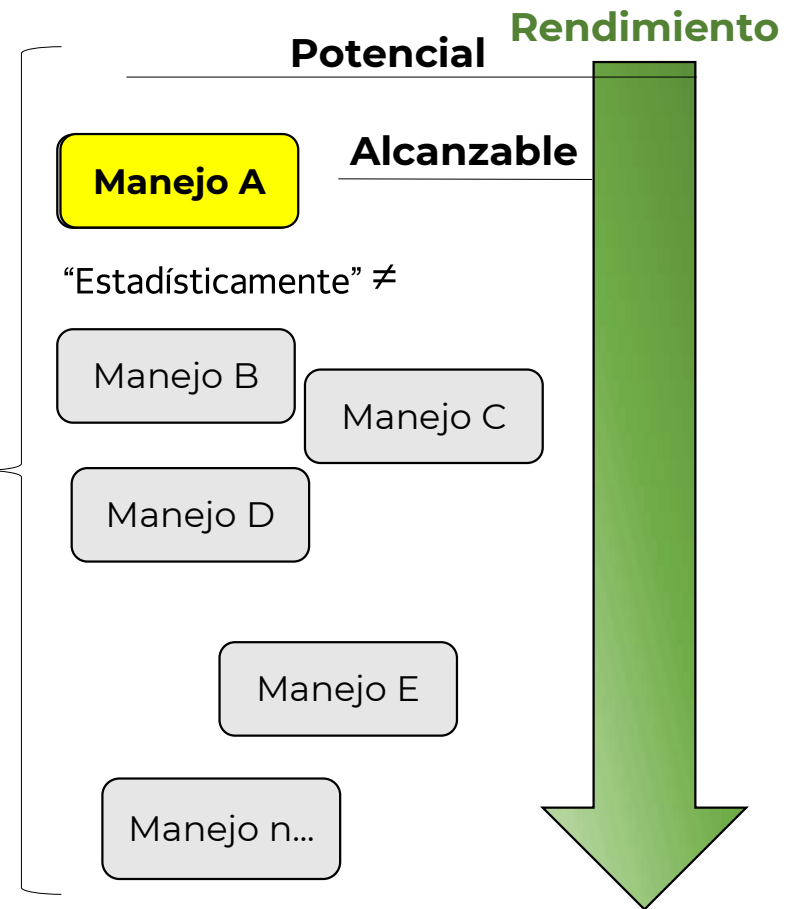 Rendimiento
Potencial
Alcanzable
Manejo A
“Estadísticamente” ≠
Manejo B
Manejo C
Manejo D
Manejo E
Manejo n...